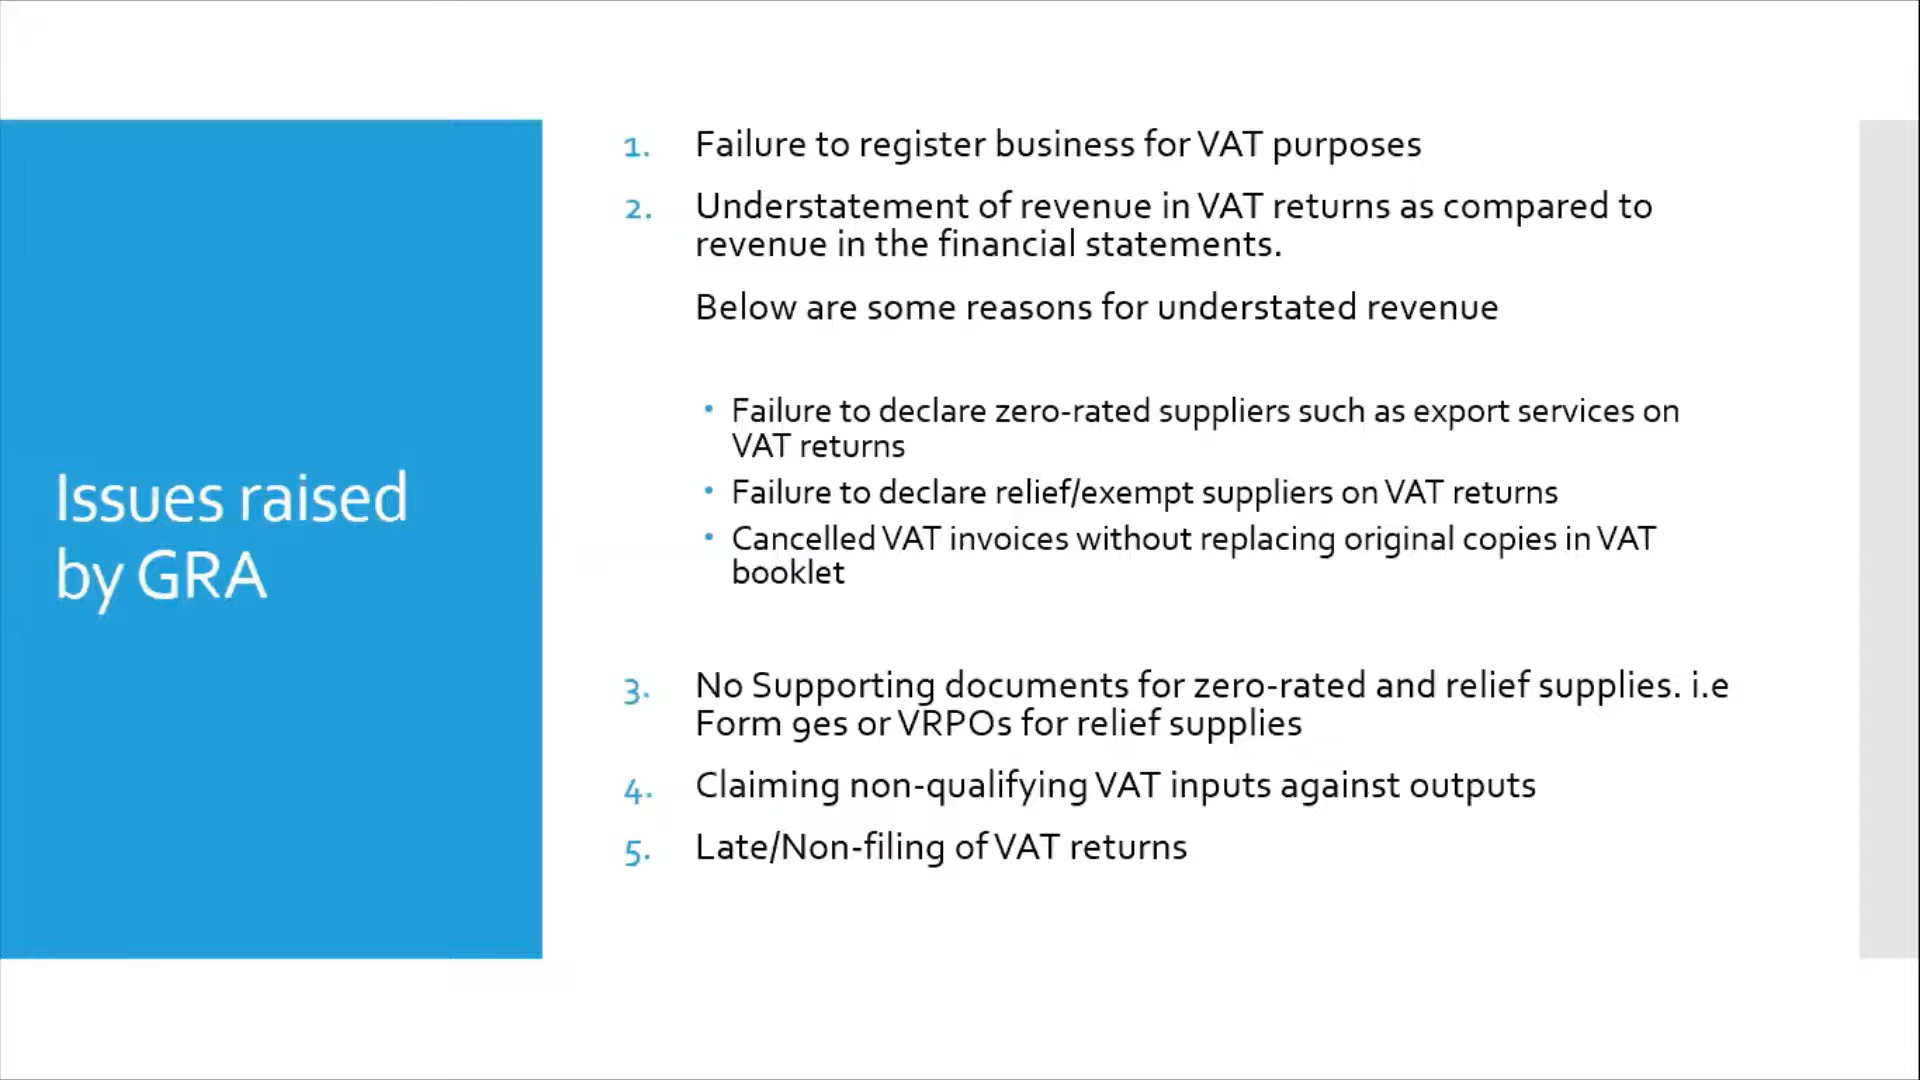 Issues raised
by GRA
1. Failure to register business for VAT purposes
2. Understatement of revenue in VAT returns as compared to
revenue in the financial statements.
Below are some reasons for understated revenue
• Failure to declare zero-rated suppliers such as export services on
VAT returns
• Failure to declare relief/exempt suppliers on VAT returns
• Cancelled VAT invoices without replacing original copies in VAT
booklet
3. No Supporting documents for zero-rated and relief supplies. i.e
Form 9es or VRPOs for relief supplies
4. Claiming non-qualifying VAT inputs against outputs
5. Late/Non-filing of VAT returns